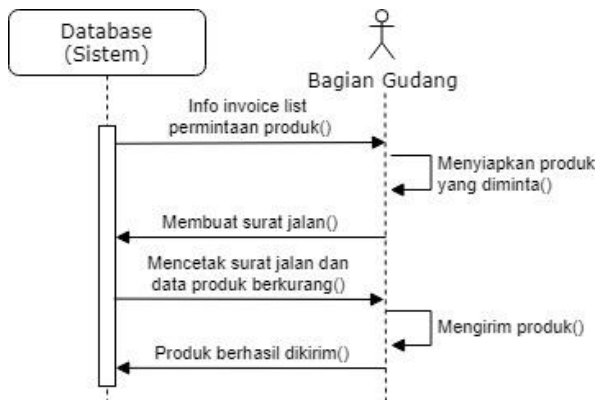 Database
(Sistem)
Bagian Gudang
Info invoice list
permintaan produk()
Menyiapkan produk
yang diminta()
Membuat surat jalan()
Mencetak surat jalan dan
data produk berkurang()
Mengirim produk()
Produk berhasil dikirim()